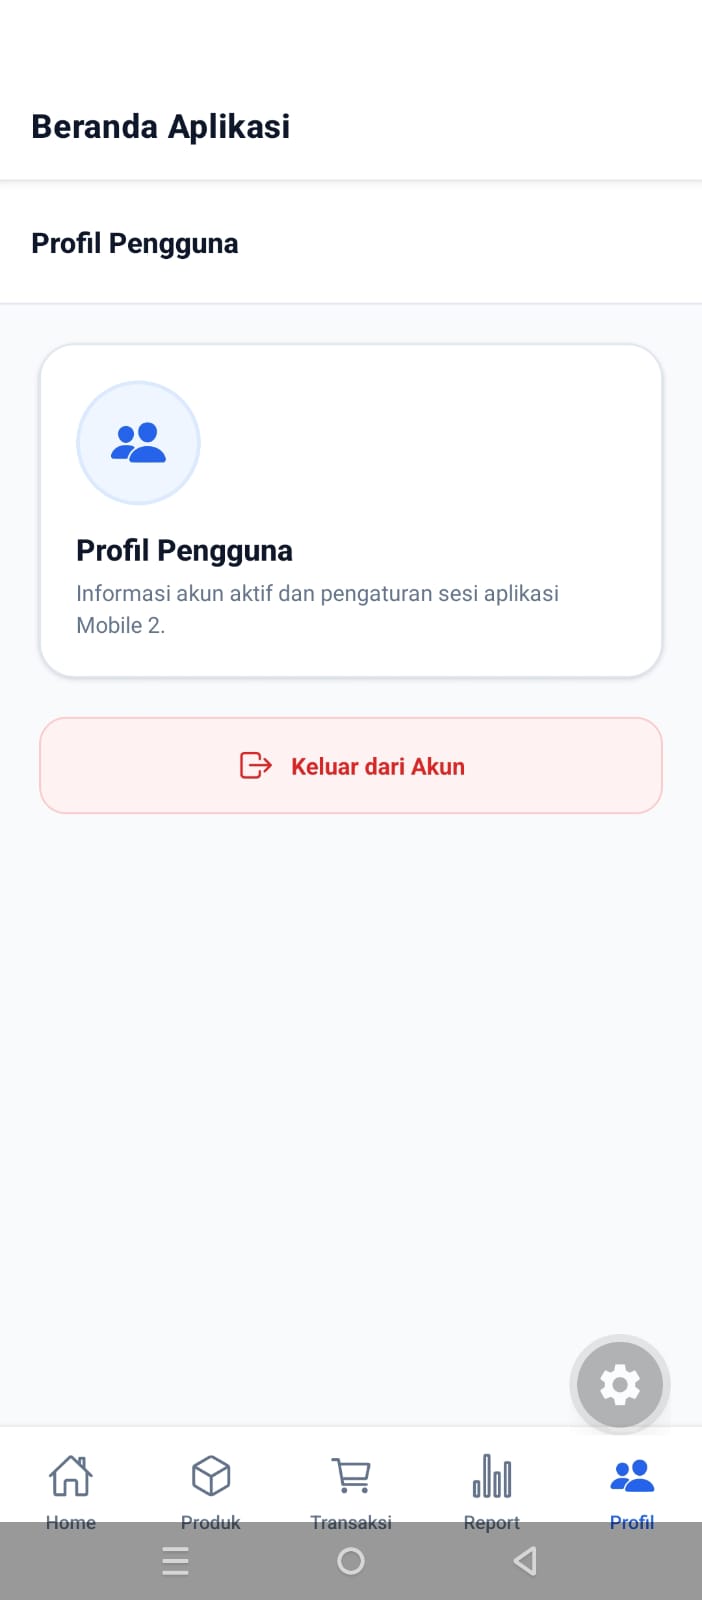 Beranda Aplikasi
Profil Pengguna
Profil Pengguna
Informasi akun aktif dan pengaturan sesi aplikasi
Mobile 2.
Keluar dari Akun
Home
Produk
Transaksi
Report
Profil